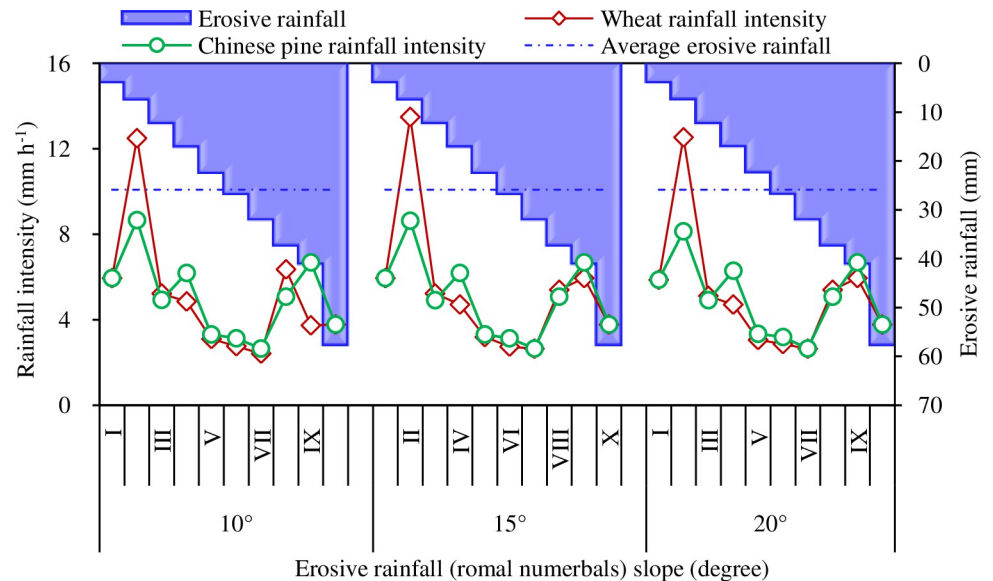 Erosive rainfall
Wheat rainfall intensity
Chinese pine rainfall intensity
Average erosive rainfall
Rainfall intensity (mm h-1)
16
12
8
4
0
0
10
20
30
40
50
60
70
Erosive rainfall (mm)
I III V VII IX II IV VI VIII X I III V VII IX
10° 15° 20°
Erosive rainfall (romal numerbals) slope (degree)